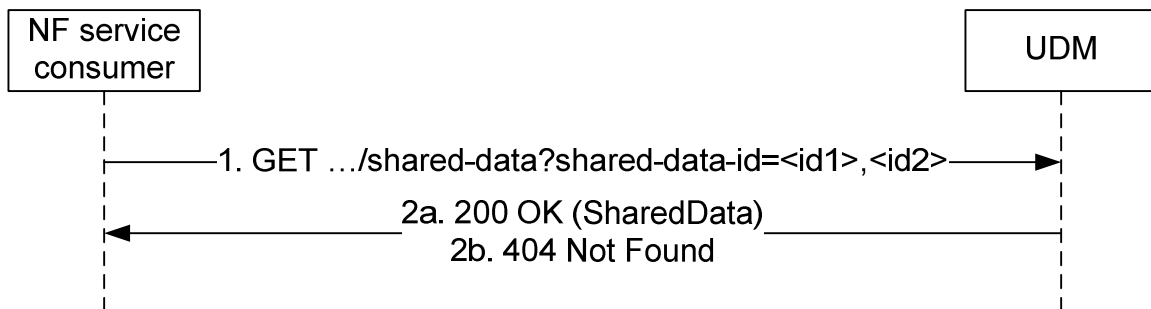 NF service
consumer
UDM
1. GET …/shared-data?shared-data-id=<id1>,<id2>
2a. 200 OK (SharedData)
2b. 404 Not Found